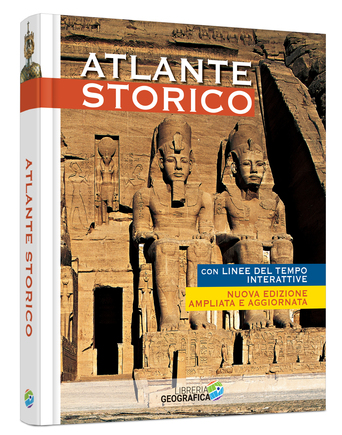 ATLANTE
STORICO
CON LINEE DEL TEMPO
INTERATTIVE
NUOVA EDIZIONE
AMPLIATA E AGGIORNATA
LIBRERIA
GEOGRAFICA
ATLANTE STORICO